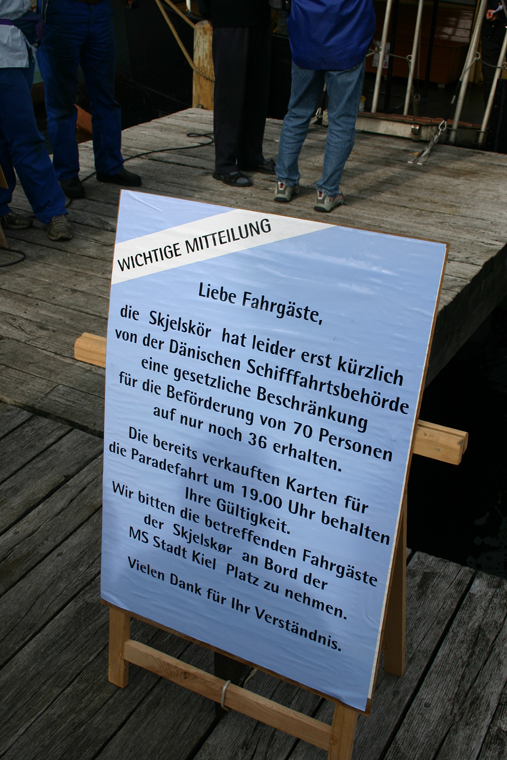 WICHTIGE MITTEILUNG
Liebe Fahrgäste,
die Skjelskör hat leider erst kürzlich
von der Dänischen Schifffahrtsbehörde
eine gesetzliche Beschränkung
für die Beförderung von 70 Personen
auf nur noch 36 erhalten.
Die bereits verkauften Karten für
die Paradefahrt um 19.00 Uhr behalten
Ihre Gültigkeit.
Wir bitten die betreffenden Fahrgäste
der Skjelskør an Bord der
MS Stadt Kiel Platz zu nehmen.
Vielen Dank für Ihr Verständnis.